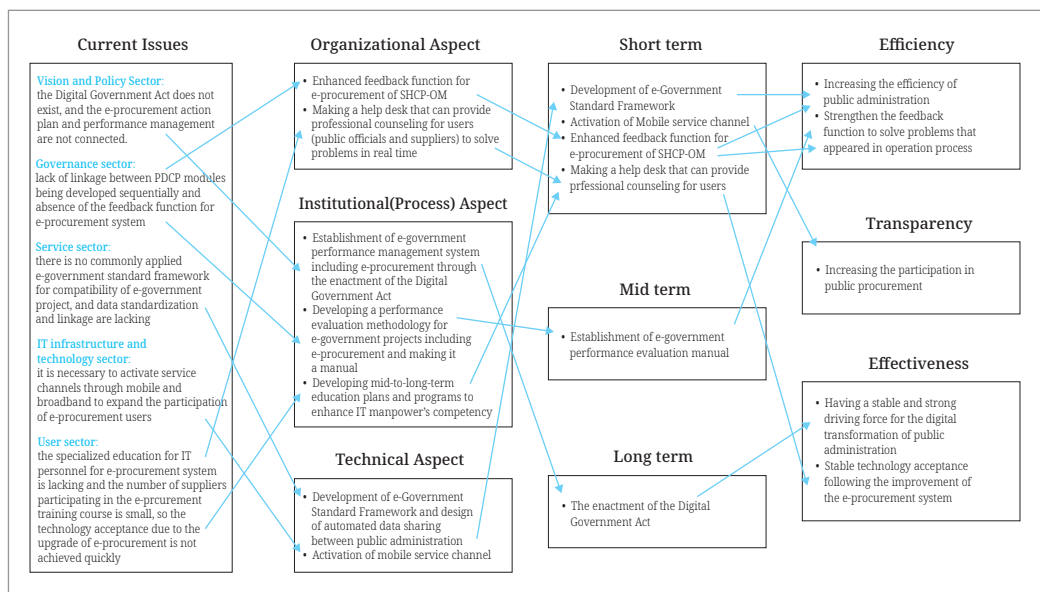 Current Issues
Vision and Policy Sector:
the Digital Government Act does not
exist, and the e-procurement action
plan and performance management
are not connected.
Governance sector:
lack of linkage between PDCP modules
being developed sequentially and
absence of the feedback function for
e-procurement system
Service sector:
there is no commonly applied
e-government standard framework
for compatibility of e-government
project, and data standardization
and linkage are lacking
IT infrastructure and
technology sector:
it is necessary to activate service
channels through mobile and
broadband to expand the participation
of e-procurement users
User sector:
the specialized education for IT
personnel for e-procurement system
is lacking and the number of suppliers
participating in the e-prcurement
training course is small, so the
technology acceptance due to the
upgrade of e-procurement is not
achieved quickly
Organizational Aspect
• Enhanced feedback function for
e-procurement of SHCP-OM
• Making a help desk that can provide
professional counseling for users
(public officials and suppliers) to solve
problems in real time
Institutional(Process) Aspect
• Establishment of e-government
performance management system
including e-procurement through
the enactment of the Digital
Government Act
• Developing a performance
evaluation methodology for
e-government projects including
e-procurement and making it
a manual
• Developing mid-to-long-term
education plans and programs to
enhance IT manpower's competency
Technical Aspect
• Development of e-Government
Standard Framework and design
of automated data sharing
between public administration
• Activation of mobile service channel
Short term
• Development of e-Government
Standard Framework
• Activation of Mobile service channel
• Enhanced feedback function for
e-procurement of SHCP-OM
• Making a help desk that can provide
prfessional counseling for users
Mid term
• Establishment of e-government
performance evaluation manual
Long term
• The enactment of the Digital
Government Act
Efficiency
• Increasing the efficiency of
public administration
• Strengthen the feedback
function to solve problems that
appeared in operation process
Transparency
• Increasing the participation in
public procurement
Effectiveness
• Having a stable and strong
driving force for the digital
transformation of public
administration
• Stable technology acceptance
following the improvement of
the e-procurement system